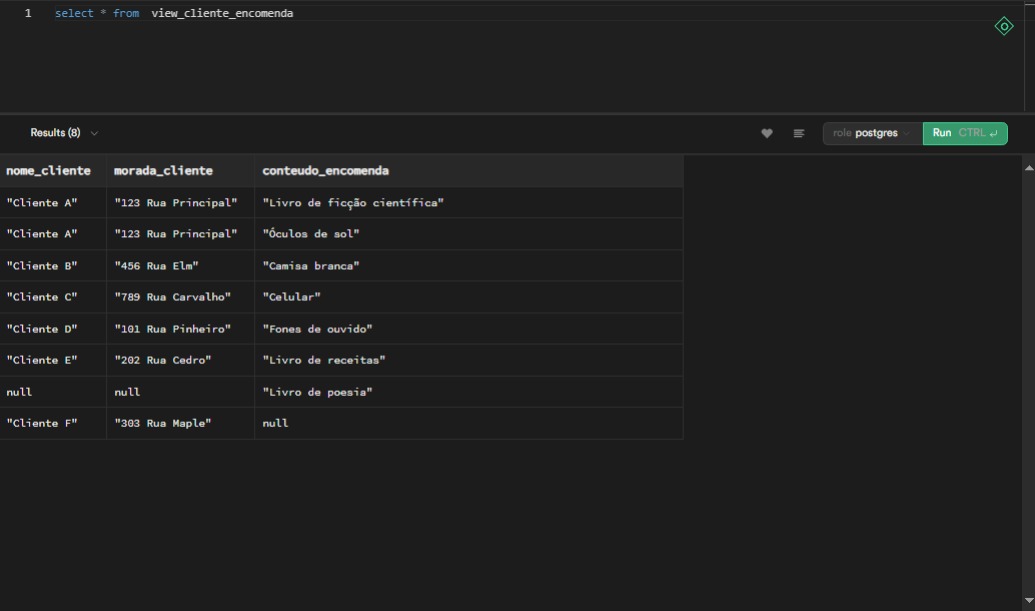 1 select * from view_cliente_encomenda
Results (8) role postgres Run CTRL ↵
nome_cliente morada_cliente conteudo_encomenda
"Cliente A" "123 Rua Principal" "Livro de ficção científica"
"Cliente A" "123 Rua Principal" "Óculos de sol"
"Cliente B" "456 Rua Elm" "Camisa branca"
"Cliente C" "789 Rua Carvalho" "Celular"
"Cliente D" "101 Rua Pinheiro" "Fones de ouvido"
"Cliente E" "202 Rua Cedro" "Livro de receitas"
null null "Livro de poesia"
"Cliente F" "303 Rua Maple" null